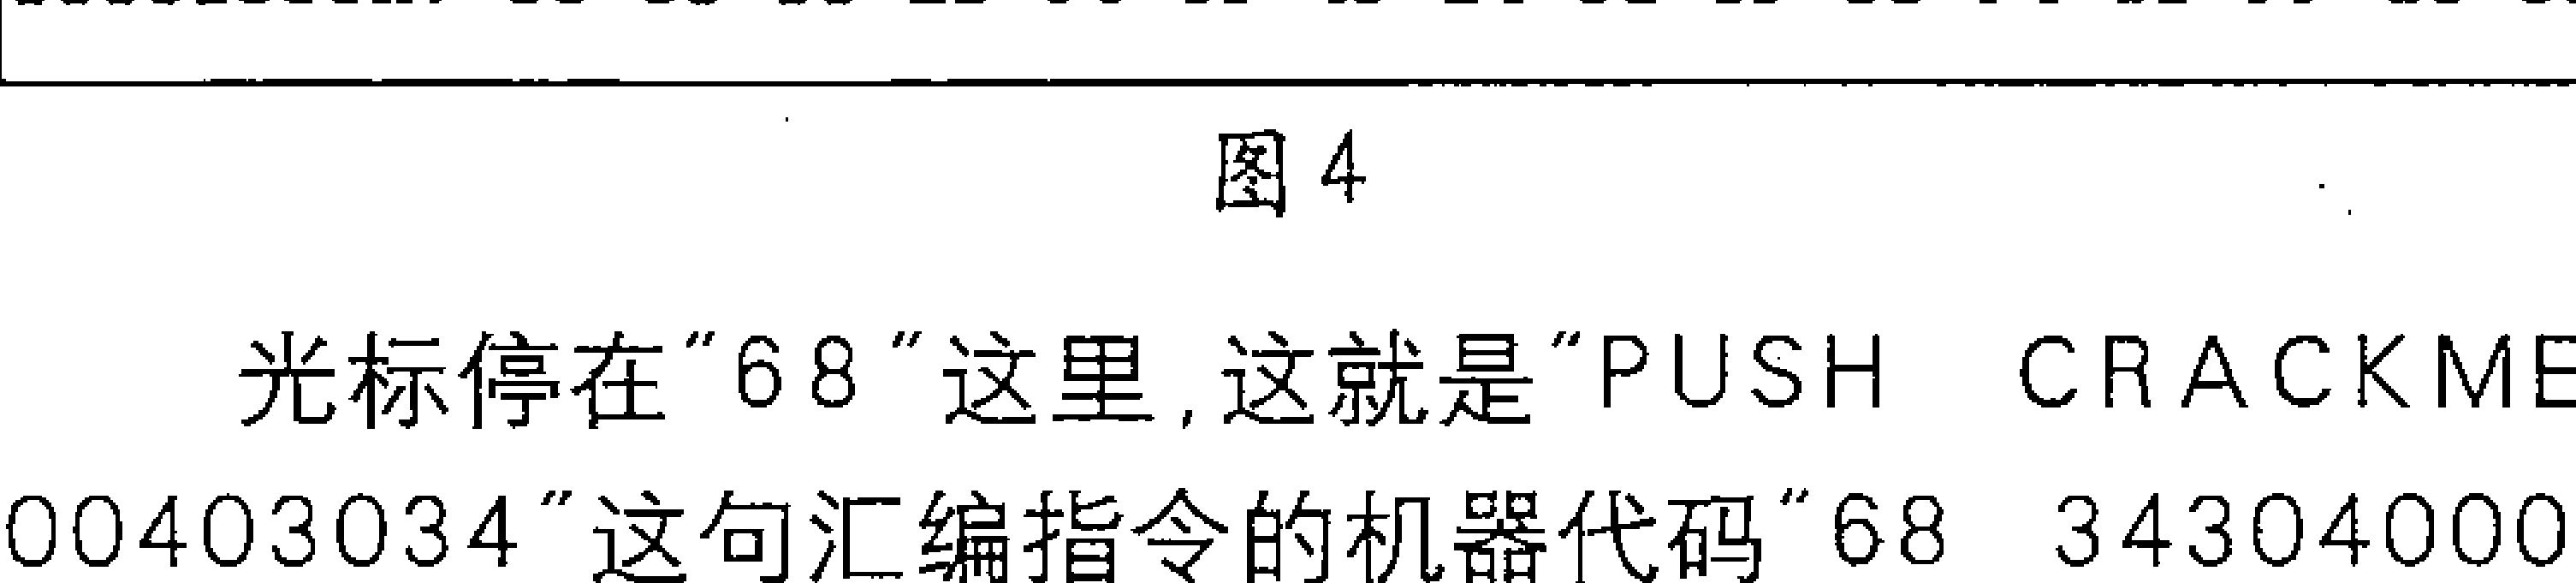 图4
光标停在"68"这里,这就是"PUSH CRACKME
00403034"这句汇编指令的机器代码"68 34304000